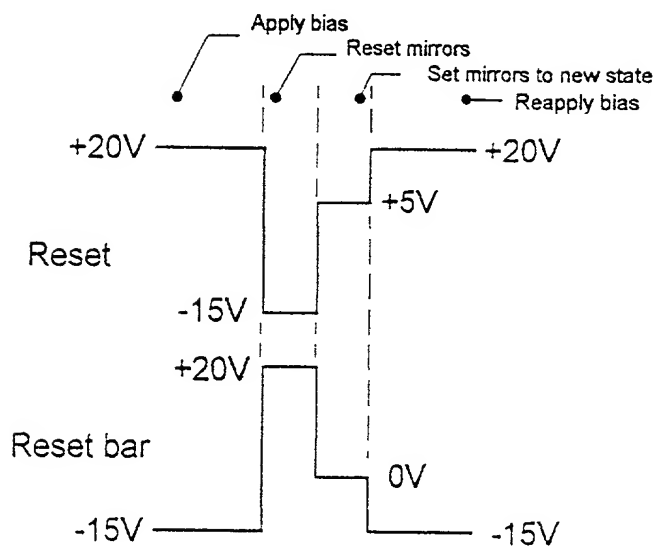 Apply bias
Reset mirrors
Set mirrors to new state
Reapply bias
+20V
+20V
+5V
Reset
-15V
+20V
Reset bar
0V
-15V
-15V